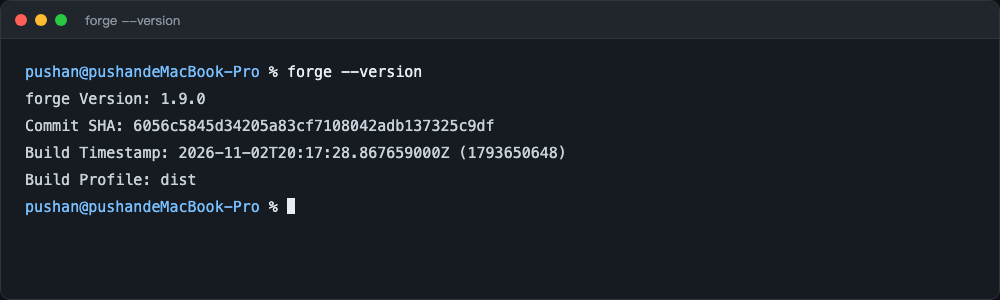 forge --version
pushan@pushandeMacBook-Pro % forge --version
forge Version: 1.9.0
Commit SHA: 6056c5845d34205a83cf7108042adb137325c9df
Build Timestamp: 2026-11-02T20:17:28.867659000Z (1793650648)
Build Profile: dist
pushan@pushandeMacBook-Pro %